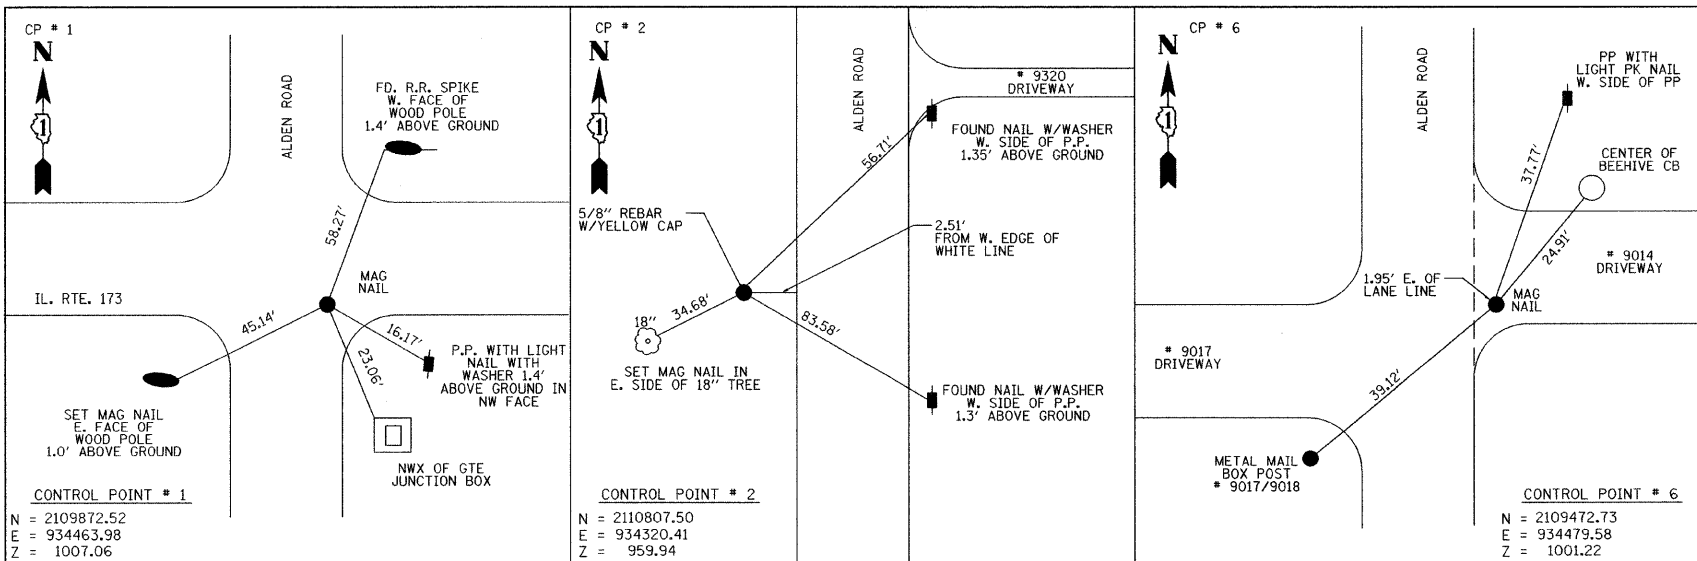 CP # 1
N
1
ALDEN ROAD
FD. R.R. SPIKE
W. FACE OF
WOOD POLE
1.4' ABOVE GROUND
58.27'
MAG
NAIL
IL. RTE. 173
45.14'
16.17'
23.06'
P.P. WITH LIGHT
NAIL WITH
WASHER 1.4'
ABOVE GROUND IN
NW FACE
SET MAG NAIL
E. FACE OF
WOOD POLE
1.0' ABOVE GROUND
NWX OF GTE
JUNCTION BOX
CONTROL POINT # 1
N = 2109872.52
E = 934463.98
Z = 1007.06
CP # 2
N
1
ALDEN ROAD
# 9320
DRIVEWAY
56.71'
FOUND NAIL W/WASHER
W. SIDE OF P.P.
1.35' ABOVE GROUND
5/8" REBAR
W/YELLOW CAP
2.51'
FROM W. EDGE OF
WHITE LINE
34.68'
83.58'
18"
SET MAG NAIL IN
E. SIDE OF 18" TREE
FOUND NAIL W/WASHER
W. SIDE OF P.P.
1.3' ABOVE GROUND
CONTROL POINT # 2
N = 2110807.50
E = 934320.41
Z = 959.94
CP # 6
N
1
ALDEN ROAD
PP WITH
LIGHT PK NAIL
W. SIDE OF PP
37.77'
CENTER OF
BEEHIVE CB
24.91'
# 9014
DRIVEWAY
1.95' E. OF
LANE LINE
MAG
NAIL
# 9017
DRIVEWAY
39.12'
METAL MAIL
BOX POST
# 9017/9018
CONTROL POINT # 6
N = 2109472.73
E = 934479.58
Z = 1001.22